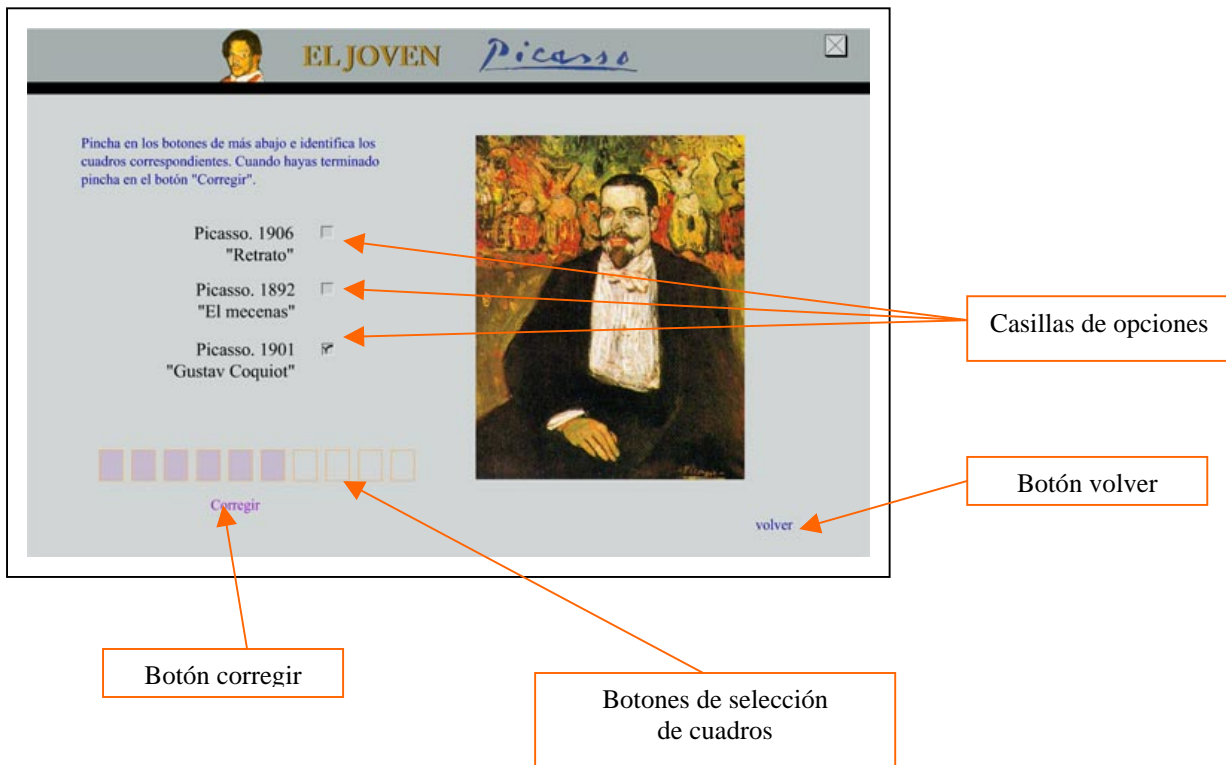 EL JOVEN Picasso
Pincha en los botones de más abajo e identifica los
cuadros correspondientes. Cuando hayas terminado
pincha en el botón "Corregir".
Picasso. 1906
"Retrato"
Picasso. 1892
"El mecenas"
Picasso. 1901
"Gustav Coquiot"
Corregir
volver
Casillas de opciones
Botón volver
Botón corregir
Botones de selección
de cuadros